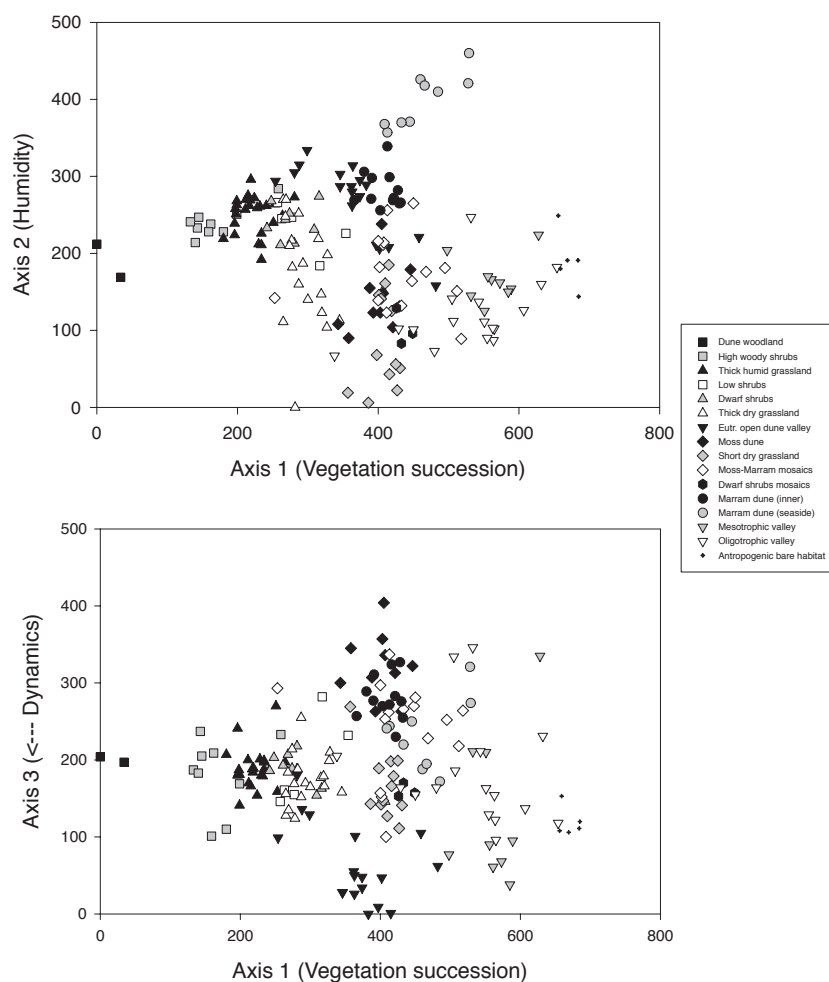 500
400
300
200
100
0
Axis 2 (Humidity)
0 200 400 600 800
Axis 1 (Vegetation succession)
Dune woodland
High woody shrubs
Thick humid grassland
Low shrubs
Dwarf shrubs
Thick dry grassland
Eutr. open dune valley
Moss dune
Short dry grassland
Moss-Marram mosaics
Dwarf shrubs mosaics
Marram dune (inner)
Marram dune (seaside)
Mesotrophic valley
Oligotrophic valley
Antropogenic bare habitat
500
400
300
200
100
0
Axis 3 (<--- Dynamics)
0 200 400 600 800
Axis 1 (Vegetation succession)